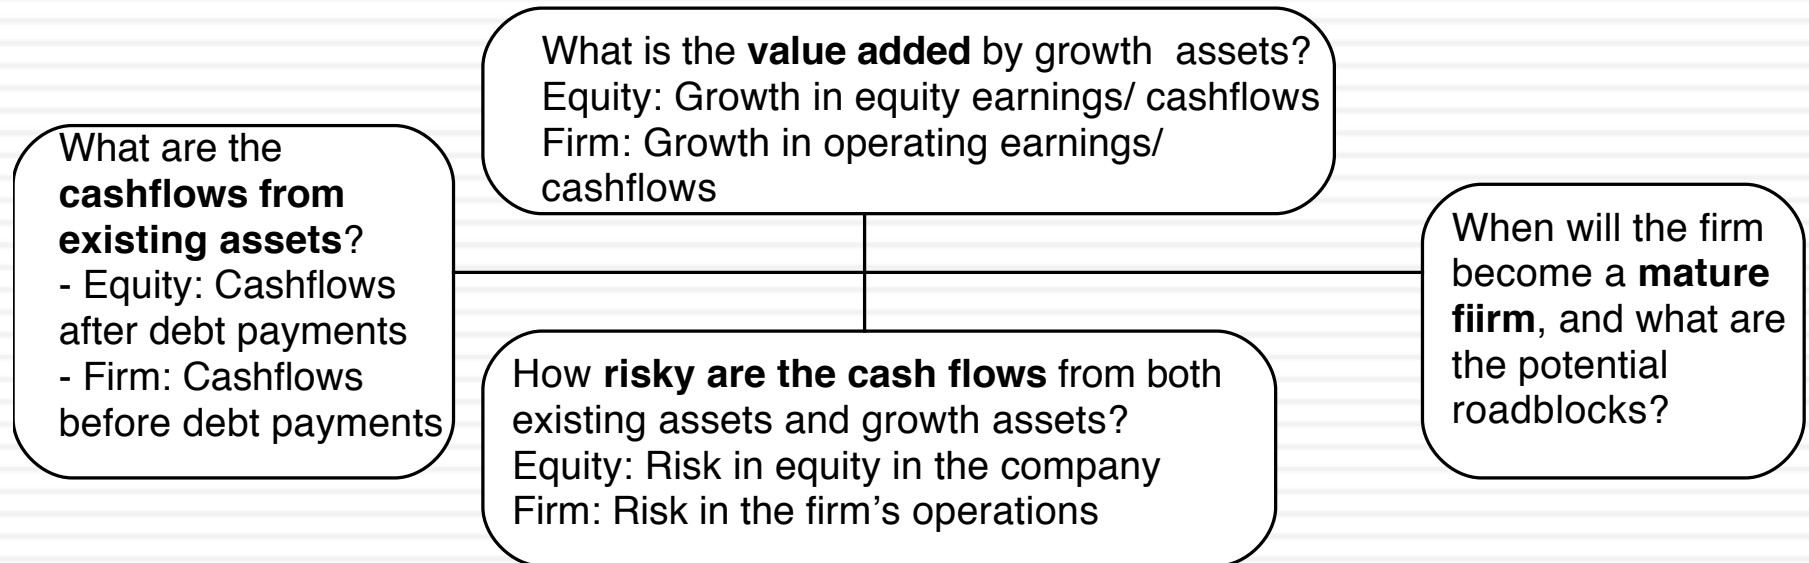 What is the value added by growth assets?
Equity: Growth in equity earnings/ cashflows
Firm: Growth in operating earnings/
cashflows
What are the
cashflows from
existing assets?
- Equity: Cashflows
after debt payments
- Firm: Cashflows
before debt payments
How risky are the cash flows from both
existing assets and growth assets?
Equity: Risk in equity in the company
Firm: Risk in the firm’s operations
When will the firm
become a mature
fiirm, and what are
the potential
roadblocks?